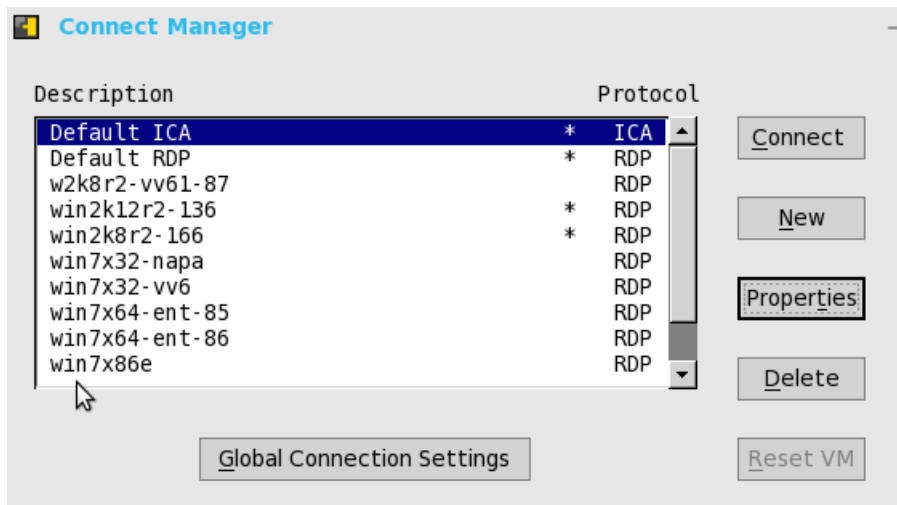 Connect Manager
Description Protocol
Default ICA * ICA
Default RDP * RDP
w2k8r2-vv61-87 RDP
win2k12r2-136 * RDP
win2k8r2-166 * RDP
win7x32-napa RDP
win7x32-vv6 RDP
win7x64-ent-85 RDP
win7x64-ent-86 RDP
win7x86e RDP
Connect
New
Properties
Delete
Global Connection Settings
Reset VM